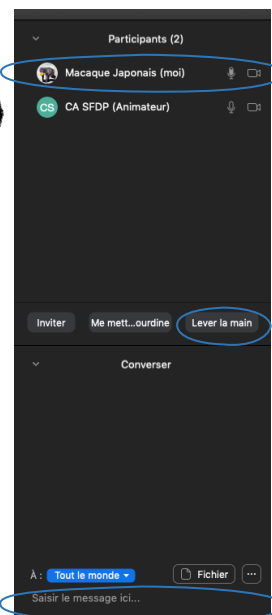 Participants (2)
Macaque Japonais (moi)
CS CA SFDP (Animateur)
Inviter Me mett...ourdine Lever la main
Converser
À : Tout le monde Fichier ...
Saisir le message ici...